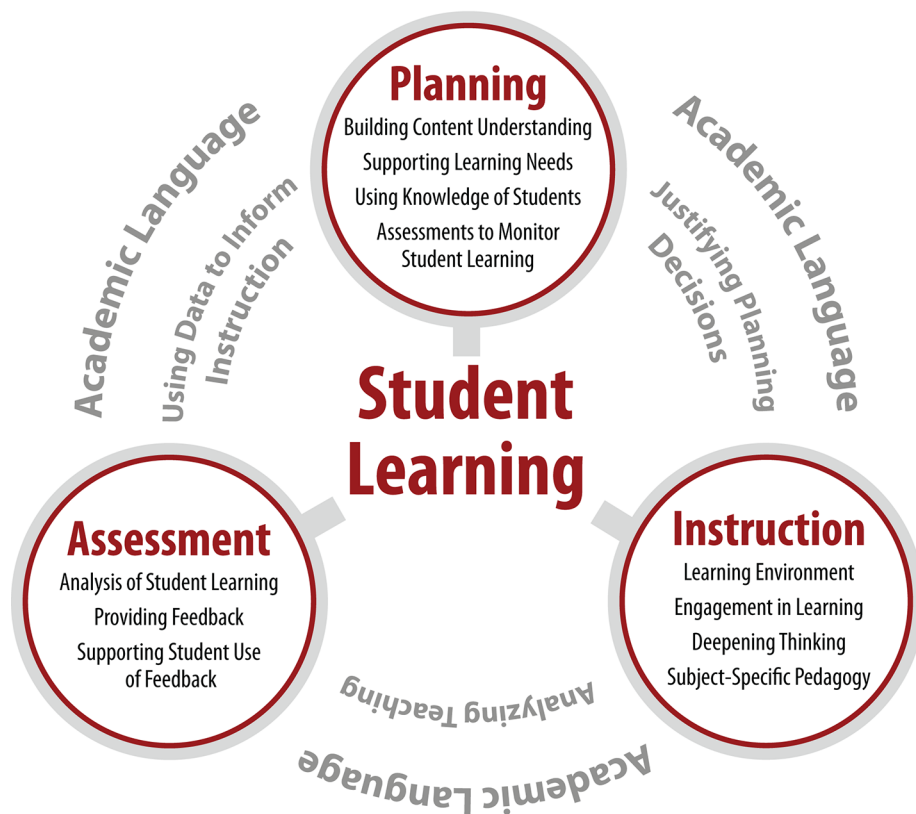 Planning
Building Content Understanding
Supporting Learning Needs
Using Knowledge of Students
Assessments to Monitor
Student Learning
Academic Language
Using Data to Inform
Instruction
Academic Language
Justifying Planning
Decisions
Student
Learning
Assessment
Analysis of Student Learning
Providing Feedback
Supporting Student Use
of Feedback
Instruction
Learning Environment
Engagement in Learning
Deepening Thinking
Subject-Specific Pedagogy
Analyzing Teaching
Academic Language